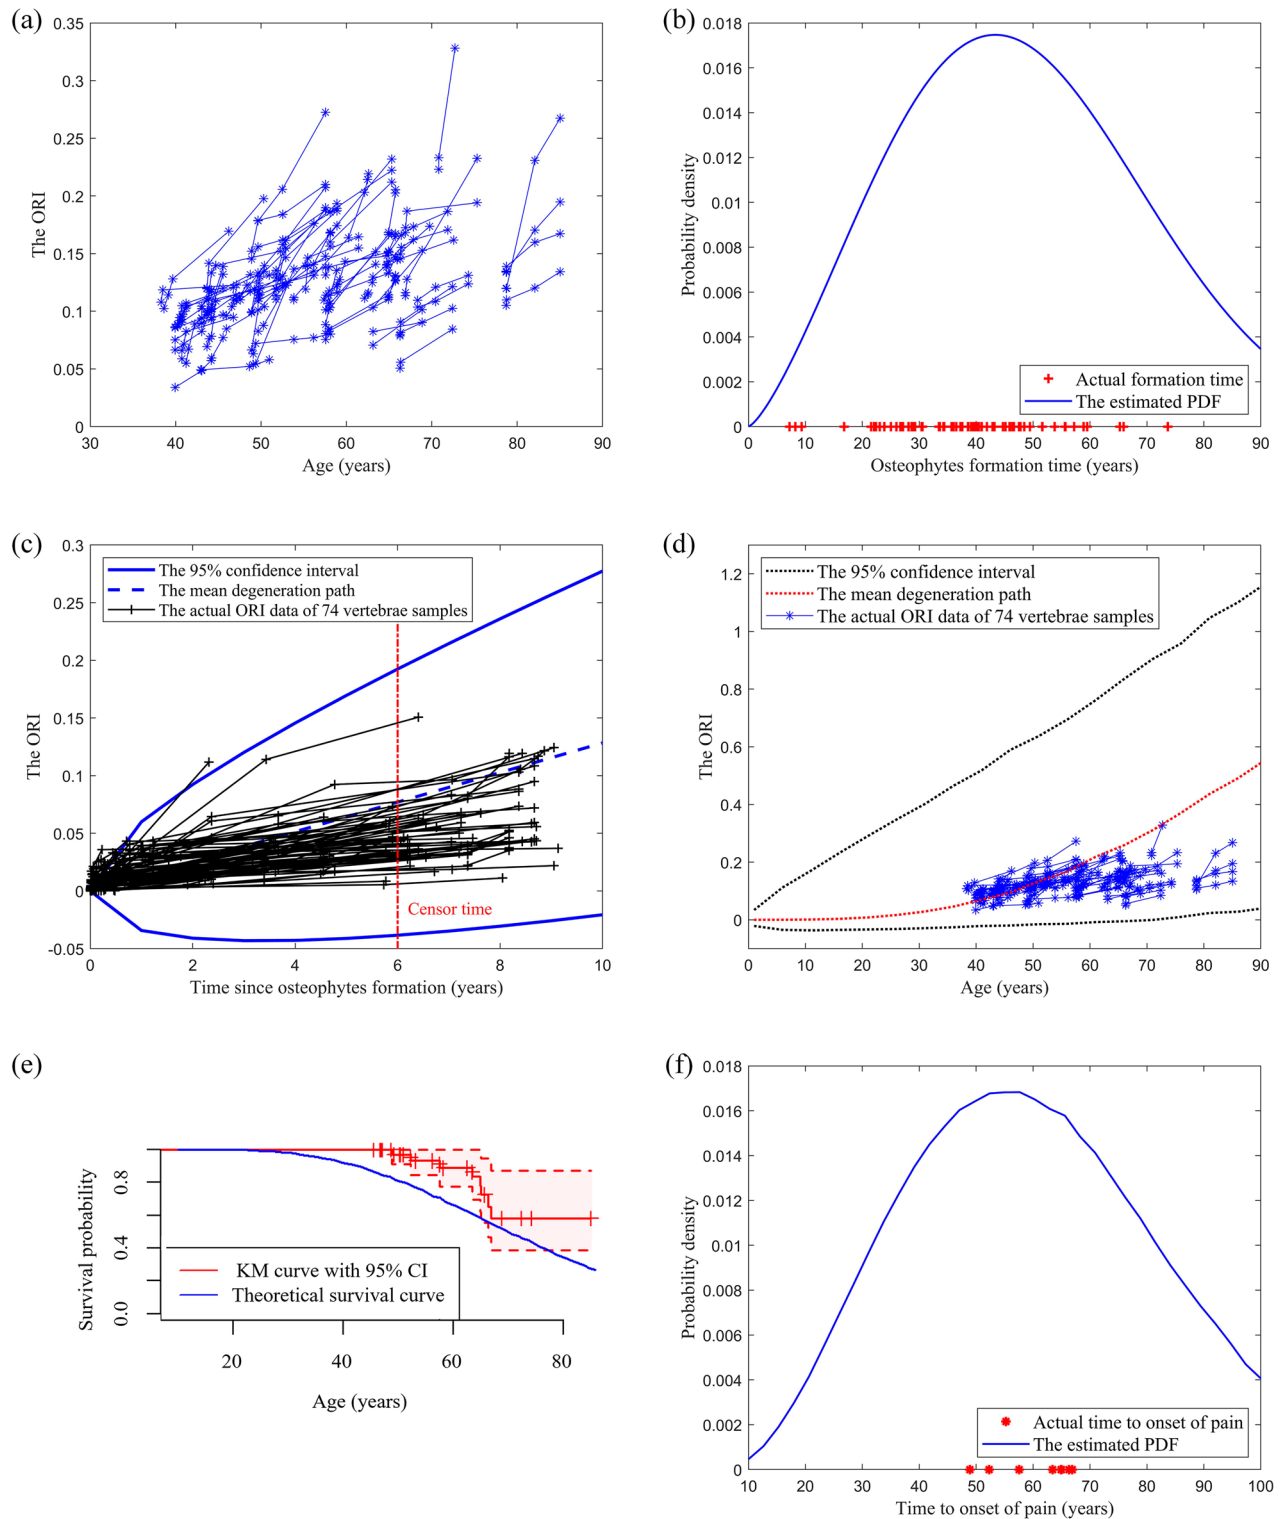 (a)
The ORI
0.35
0.3
0.25
0.2
0.15
0.1
0.05
0
30 40 50 60 70 80 90
Age (years)
(b)
Probability density
0.018
0.016
0.014
0.012
0.01
0.008
0.006
0.004
0.002
0
Actual formation time
The estimated PDF
0 10 20 30 40 50 60 70 80 90
Osteophytes formation time (years)
(c)
The ORI
0.3
0.25
0.2
0.15
0.1
0.05
0
-0.05
The 95% confidence interval
The mean degeneration path
The actual ORI data of 74 vertebrae samples
Censor time
0 2 4 6 8 10
Time since osteophytes formation (years)
(d)
The ORI
1.2
1
0.8
0.6
0.4
0.2
0
The 95% confidence interval
The mean degeneration path
The actual ORI data of 74 vertebrae samples
0 10 20 30 40 50 60 70 80 90
Age (years)
(e)
Survival probability
0.8
0.4
0.0
KM curve with 95% CI
Theoretical survival curve
20 40 60 80
Age (years)
(f)
Probability density
0.018
0.016
0.014
0.012
0.01
0.008
0.006
0.004
0.002
0
Actual time to onset of pain
The estimated PDF
10 20 30 40 50 60 70 80 90 100
Time to onset of pain (years)